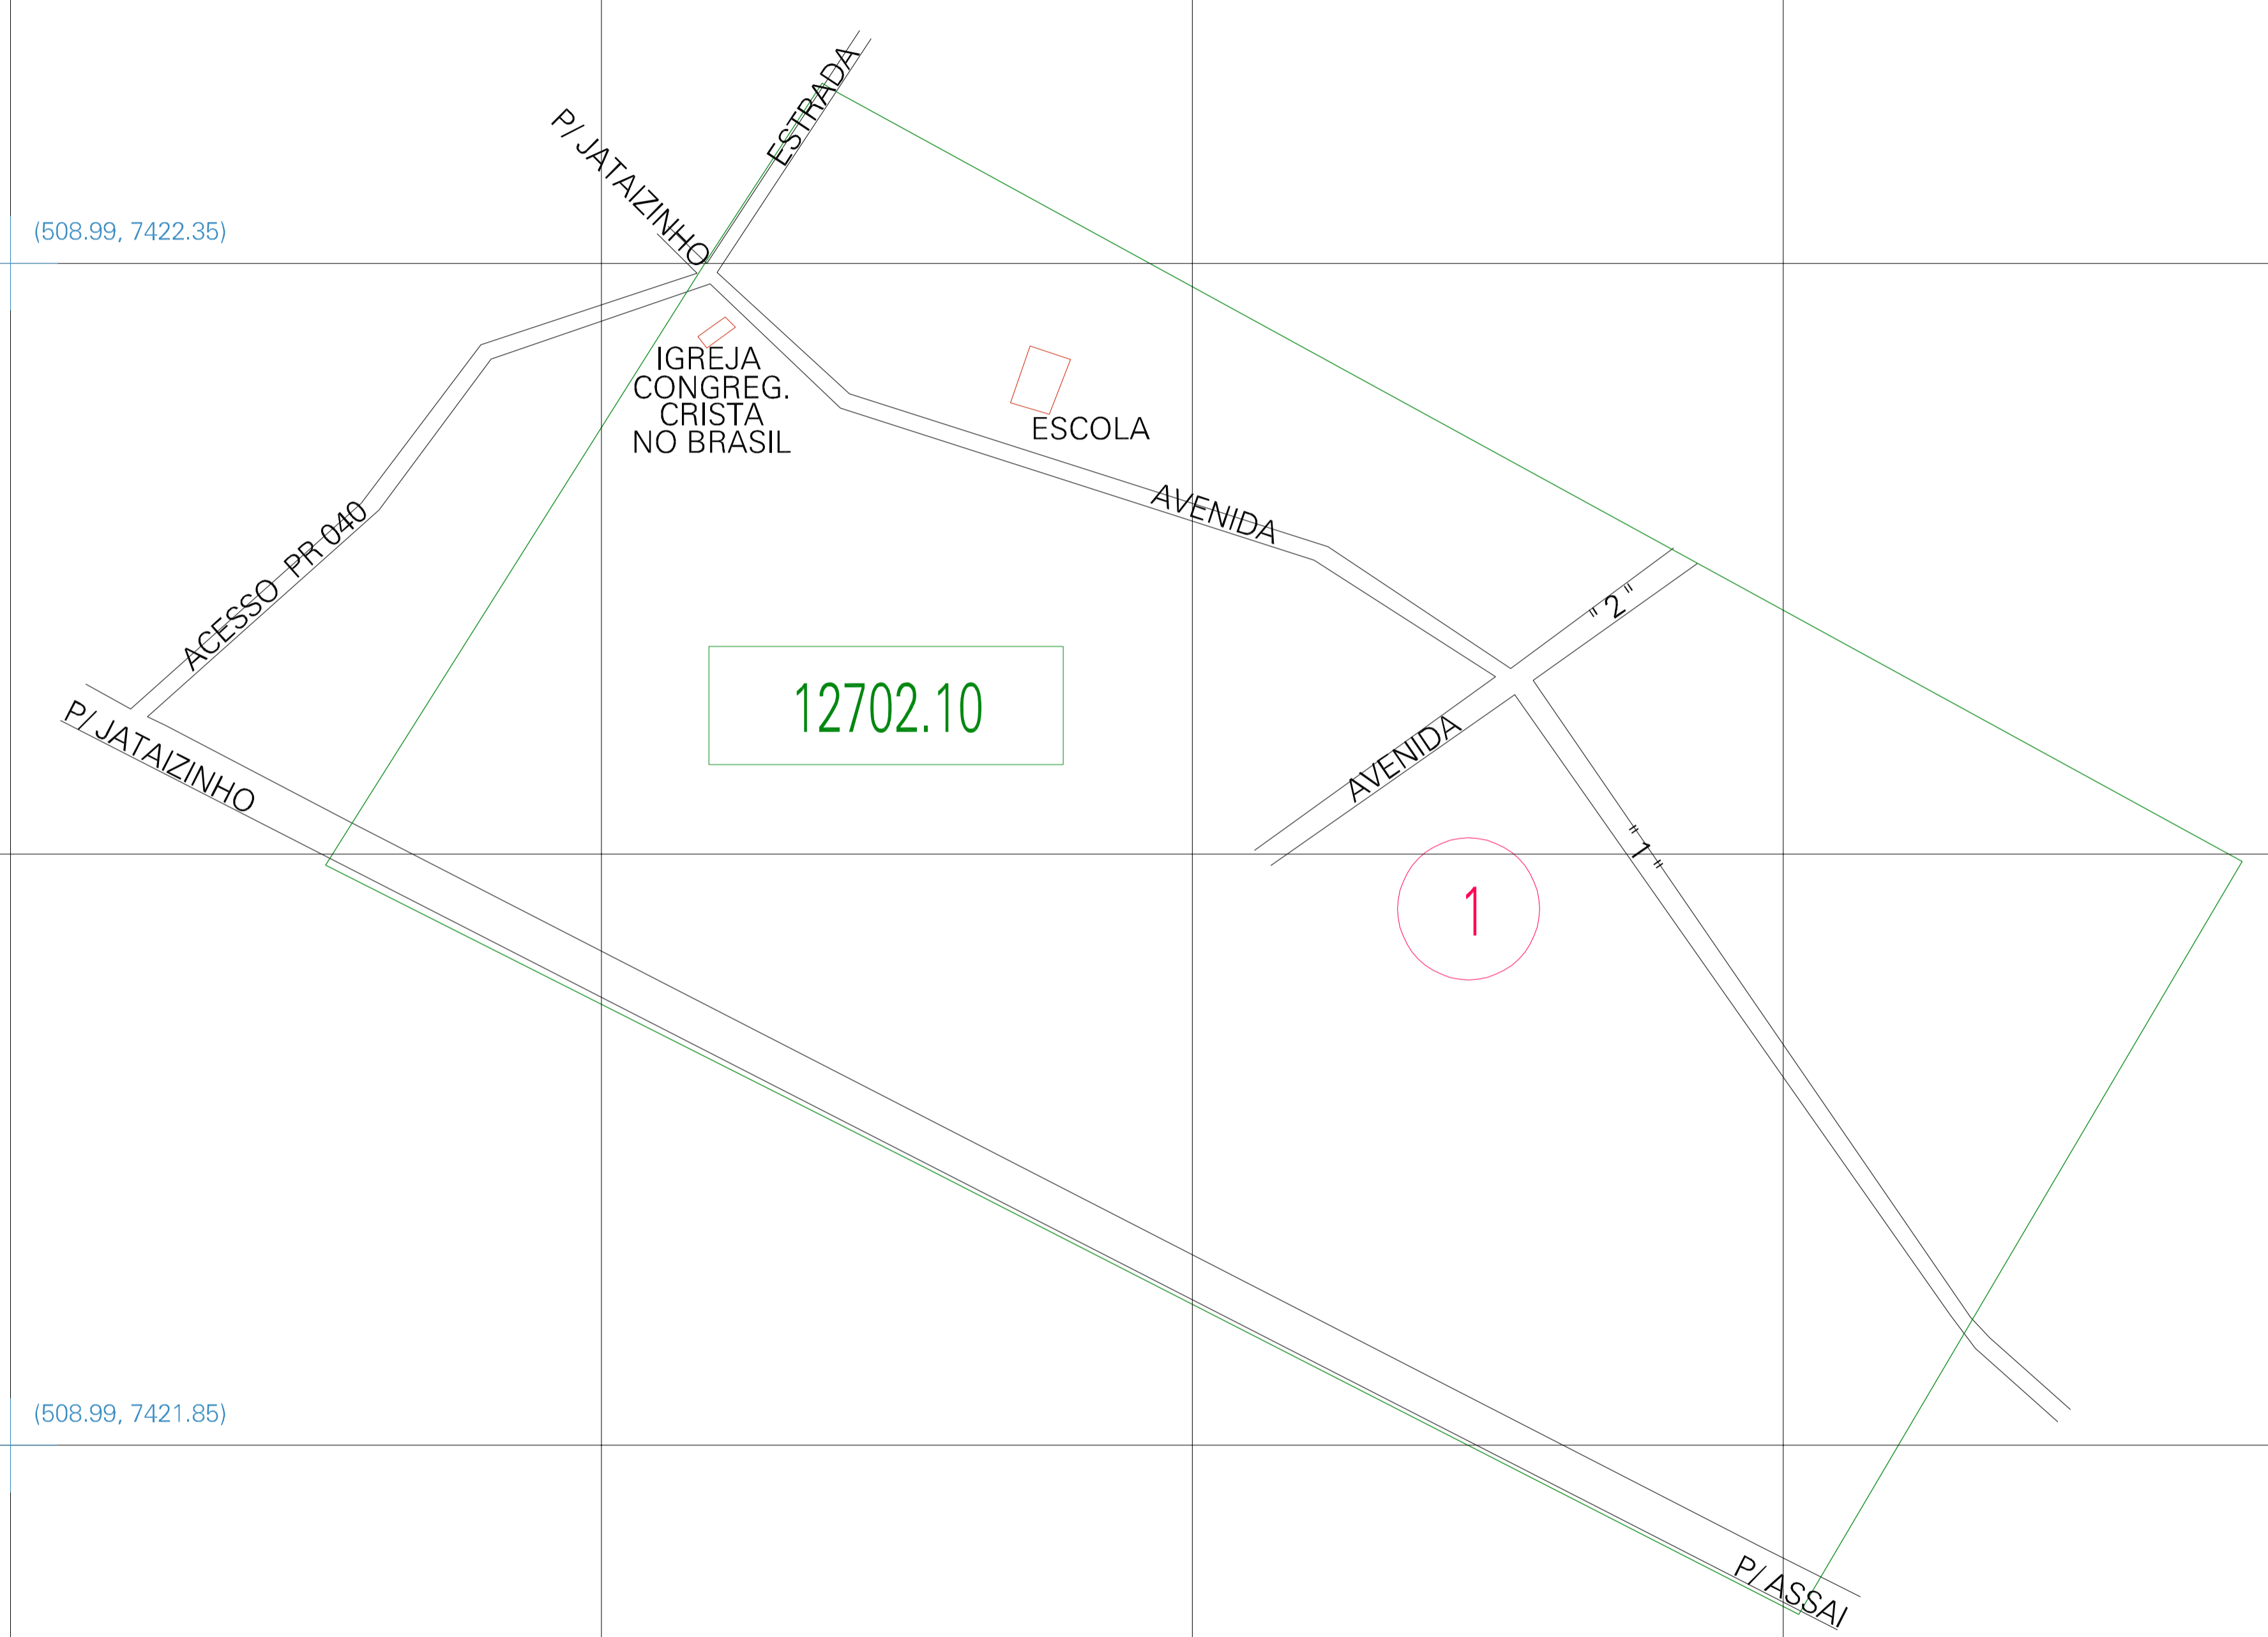 ESTRADA
P/ JATAIZINHO
(508.99, 7422.35)
IGREJA
CONGREG.
CRISTA
NO BRASIL
ESCOLA
AVENIDA
ACESSO PR 040
"2"
P/ JATAIZINHO
12702.10
AVENIDA
"1"
1
(508.99, 7421.85)
P/ ASSAI